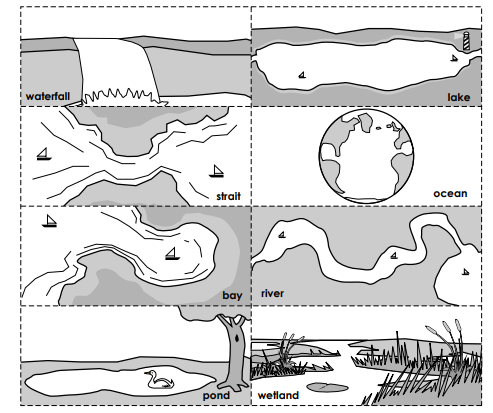 waterfall
lake
strait
ocean
bay
river
pond
wetland